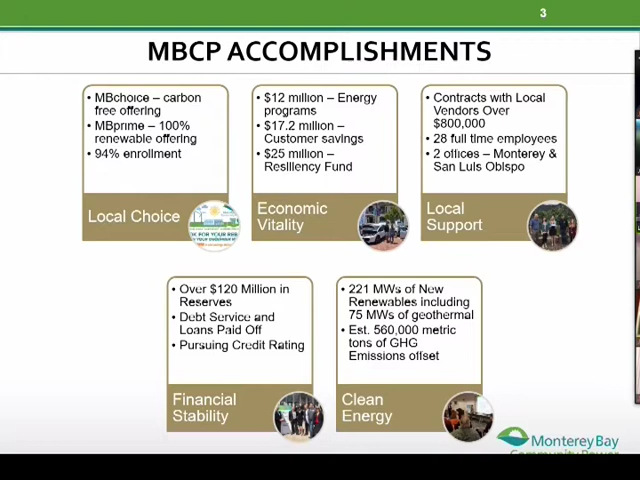 3
MBCP ACCOMPLISHMENTS
• MBchoice – carbon
free offering
• MBprime – 100%
renewable offering
• 94% enrollment
Local Choice
• $12 million – Energy
programs
• $17.2 million –
Customer savings
• $25 million –
Resiliency Fund
Economic
Vitality
• Contracts with Local
Vendors Over
$800,000
• 28 full time employees
• 2 offices – Monterey &
San Luis Obispo
Local
Support
• Over $120 Million in
Reserves
• Debt Service and
Loans Paid Off
• Pursuing Credit Rating
Financial
Stability
• 221 MWs of New
Renewables including
75 MWs of geothermal
• Est. 560,000 metric
tons of GHG
Emissions offset
Clean
Energy
Monterey Bay
Community Power